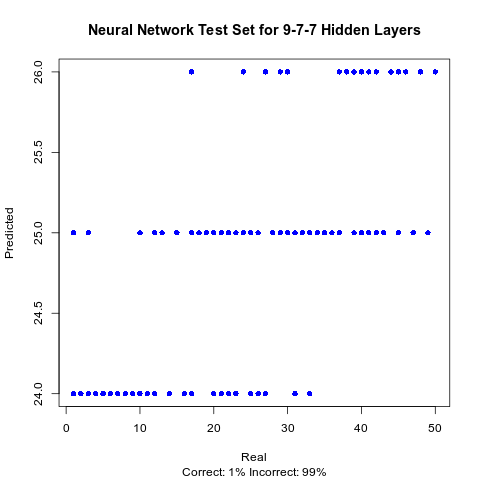 Neural Network Test Set for 9-7-7 Hidden Layers
26.0
25.5
25.0
24.5
24.0
Predicted
0 10 20 30 40 50
Real
Correct: 1% Incorrect: 99%